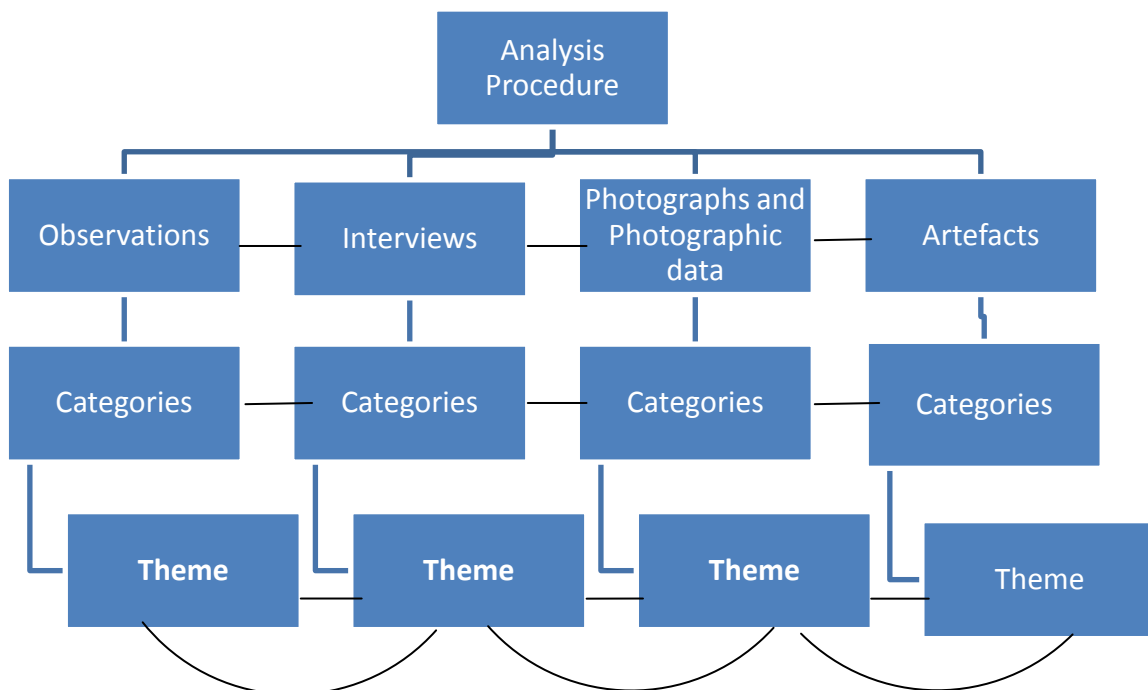 Analysis
Procedure
Observations
Interviews
Photographs and
Photographic
data
Artefacts
Categories
Categories
Categories
Categories
Theme
Theme
Theme
Theme